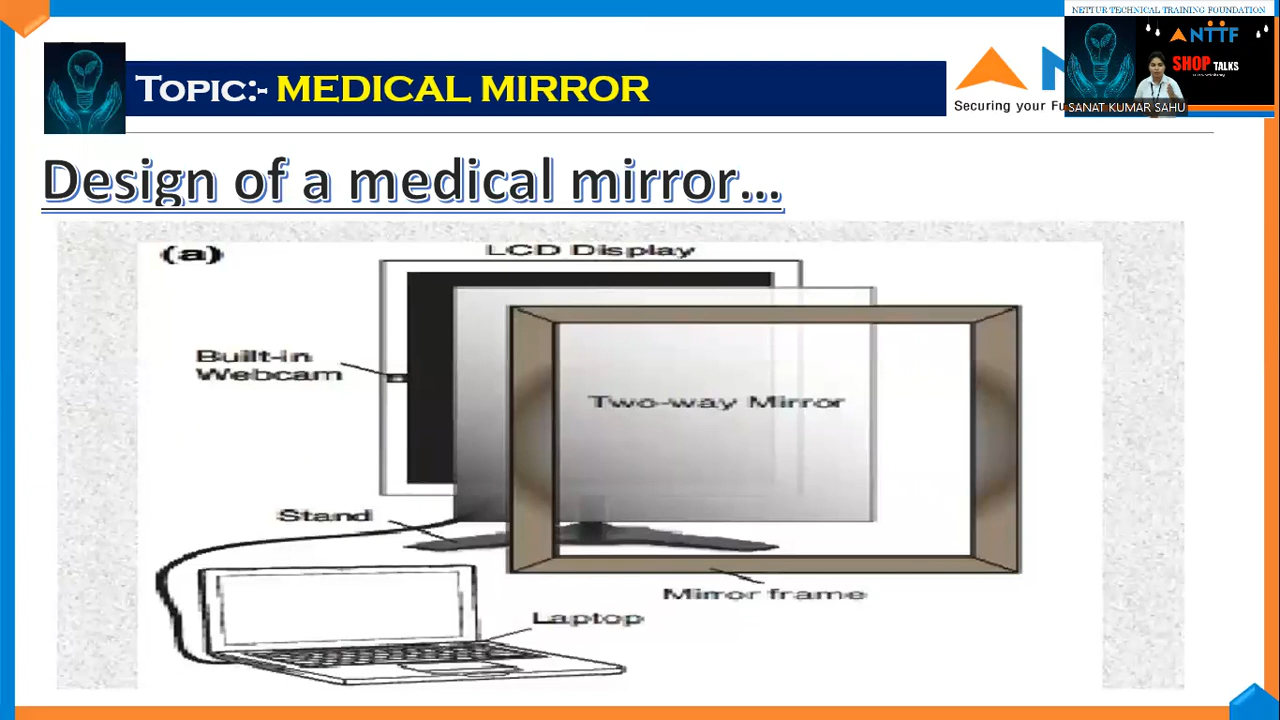 NETTUR TECHNICAL TRAINING FOUNDATION
NTTF
SHOP TALKS
SANAT KUMAR SAHU
Topic:- MEDICAL MIRROR
Securing your Fu
Design of a medical mirror...
(a)
LCD Display
Built-in
Webcam
Two-way Mirror
Stand
Mirror frame
Laptop